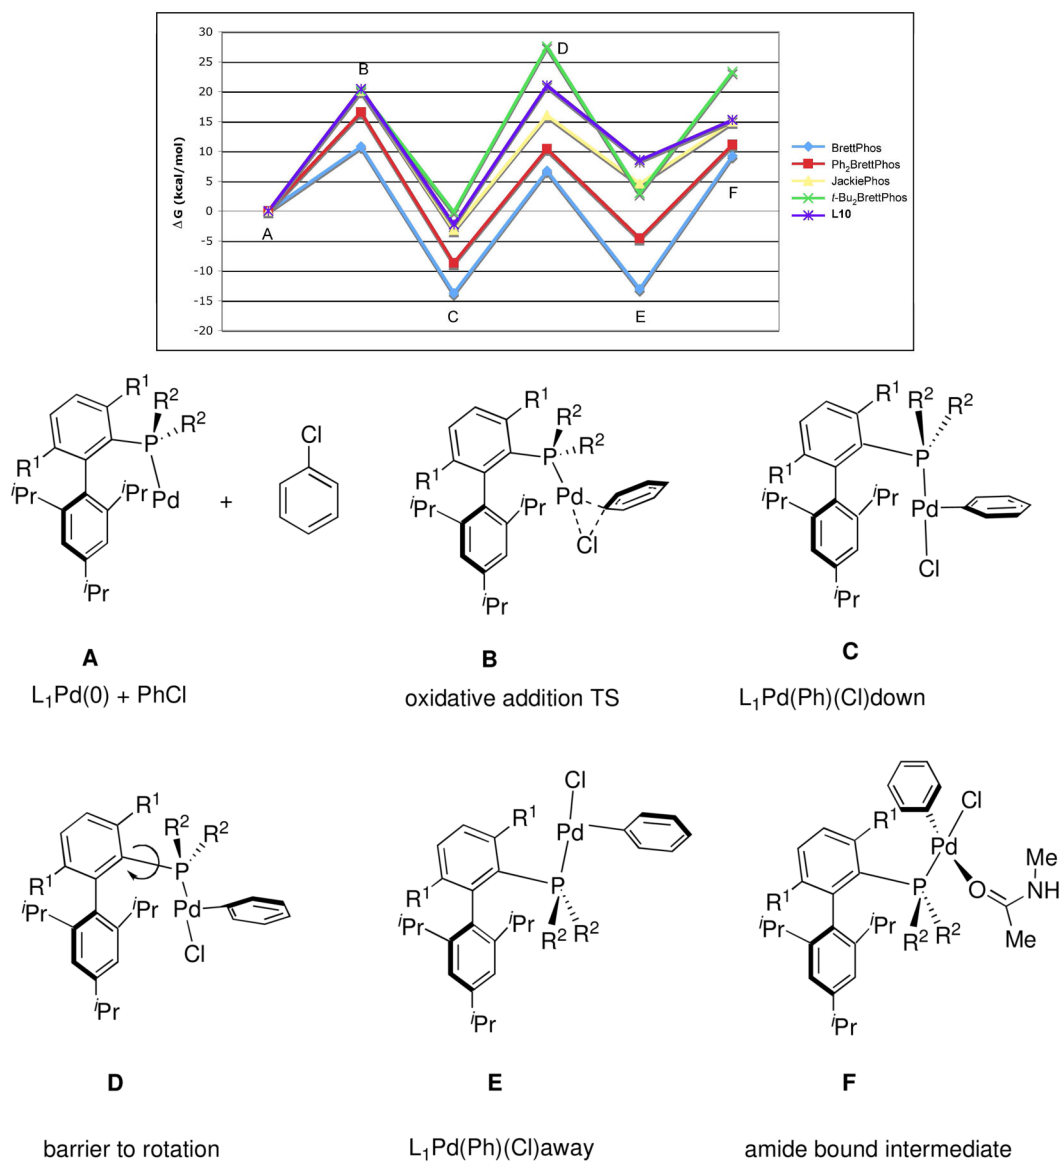 30
25
20
15
10
5
0
-5
-10
-15
-20
ΔG (kcal/mol)
A
B
C
D
E
F
BrettPhos
Ph₂BrettPhos
JackiePhos
t-Bu₂BrettPhos
L10
R¹
R²
R²
P
R¹
ⁱPr
ⁱPr
Pd
ⁱPr
+
Cl
A
L₁Pd(0) + PhCl
R¹
R²
R²
P
R¹
ⁱPr
ⁱPr
Pd
Cl
ⁱPr
B
oxidative addition TS
R¹
R²
R²
P
R¹
ⁱPr
ⁱPr
Pd
Cl
ⁱPr
C
L₁Pd(Ph)(Cl)down
R¹
R²
R²
P
R¹
ⁱPr
ⁱPr
Pd
Cl
ⁱPr
D
barrier to rotation
Cl
R¹
Pd
P
R¹
ⁱPr
ⁱPr
R²
R²
ⁱPr
E
L₁Pd(Ph)(Cl)away
Cl
R¹
Pd
Me
P
O
NH
R¹
ⁱPr
ⁱPr
R²
R²
Me
ⁱPr
F
amide bound intermediate